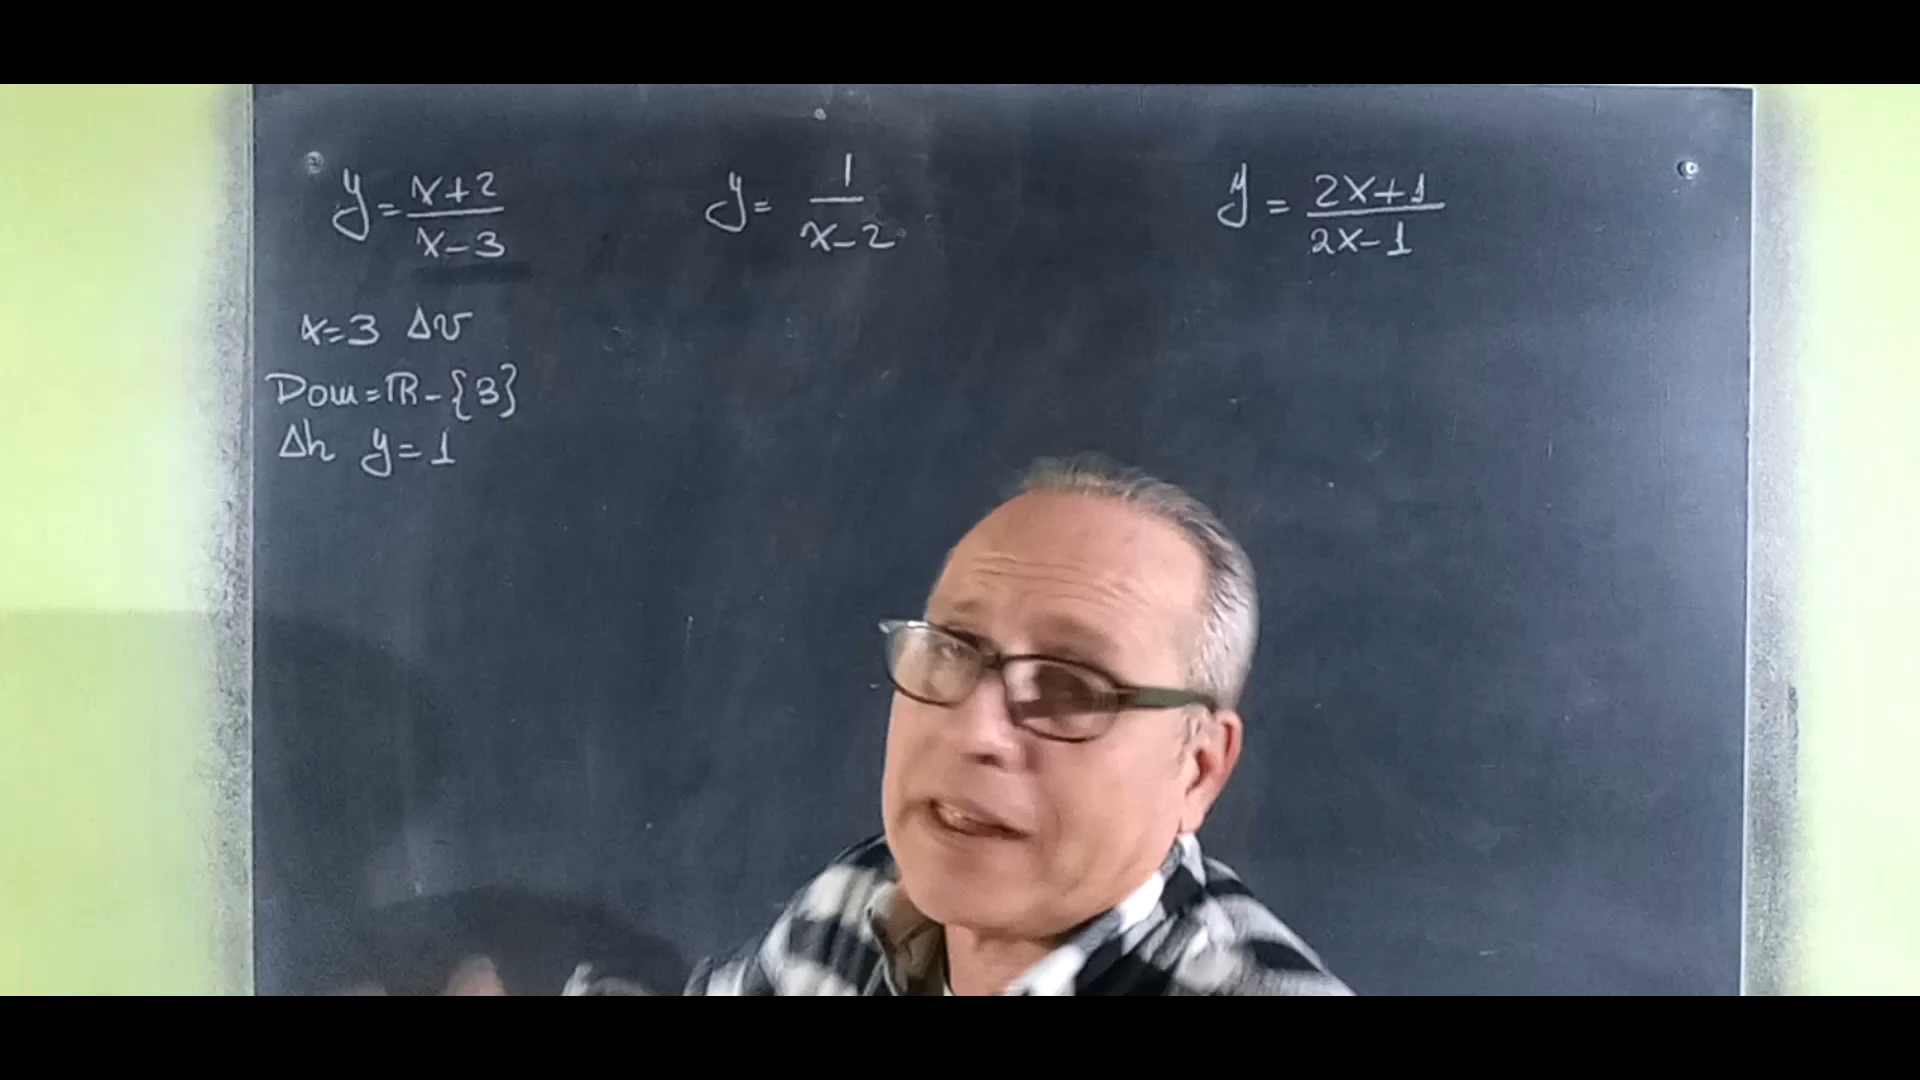 y = x+2 / x-3
y = 1 / x-2
y = 2x+1 / 2x-1
x=3 Δv
Dom = ℝ - {3}
Δh y=1